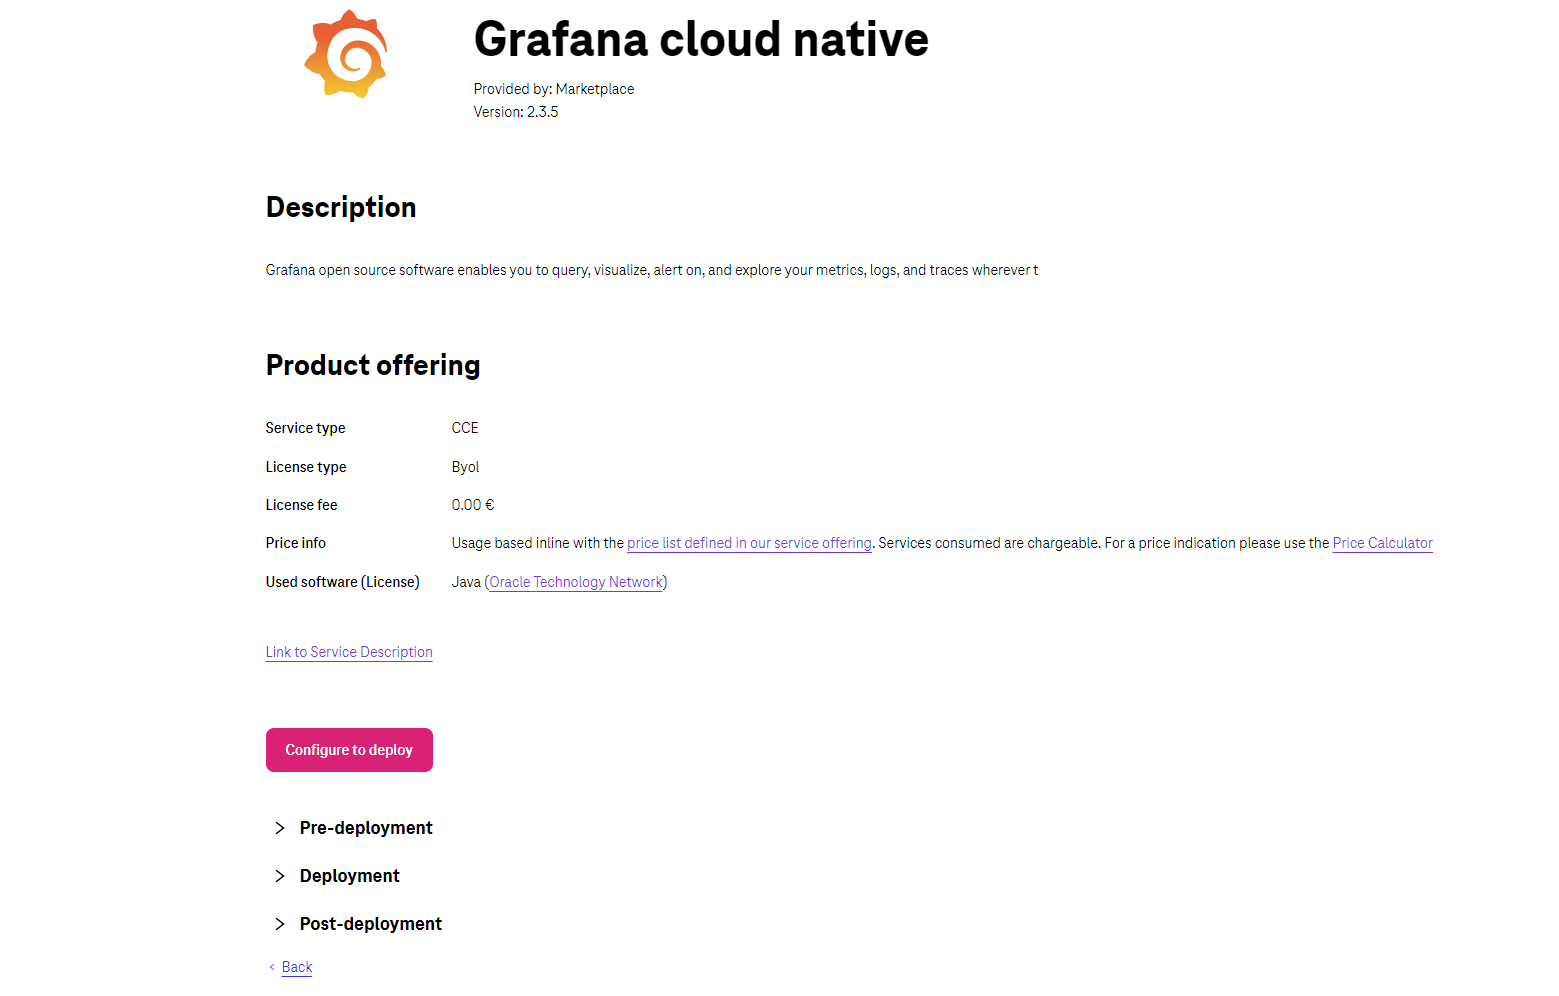 Grafana cloud native
Provided by: Marketplace
Version: 2.3.5
Description
Grafana open source software enables you to query, visualize, alert on, and explore your metrics, logs, and traces wherever t
Product offering
Service type CCE
License type Byol
License fee 0.00 €
Price info Usage based inline with the price list defined in our service offering. Services consumed are chargeable. For a price indication please use the Price Calculator
Used software (License) Java (Oracle Technology Network)
Link to Service Description
Configure to deploy
Pre-deployment
Deployment
Post-deployment
Back